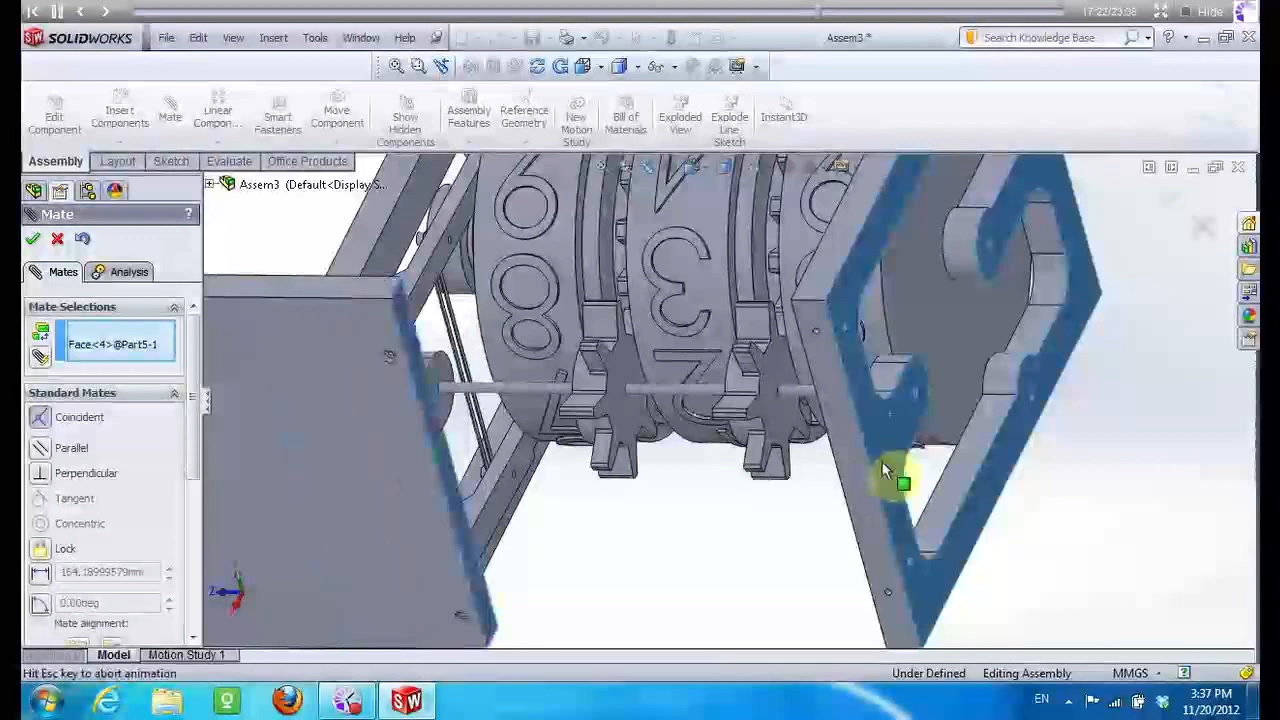 17:22/23:38 Hide
SW SOLIDWORKS File Edit View Insert Tools Window Help Assem3 * Search Knowledge Base ?
Edit Component Insert Components Mate Linear Compon... Smart Fasteners Move Component Show Hidden Components Assembly Features Reference Geometry New Motion Study Bill of Materials Exploded View Explode Line Sketch Instant3D
Assembly Layout Sketch Evaluate Office Products
Assem3 (Default<Display S...
Mate ?
Mates Analysis
Mate Selections
Face<4>@Part5-1
Standard Mates
Coincident
Parallel
Perpendicular
Tangent
Concentric
Lock
164.18999579mm
0.00deg
Mate alignment:
8
3
Z
Model Motion Study 1
Hit Esc key to abort animation Under Defined Editing Assembly MMGS
EN 3:37 PM
11/20/2012